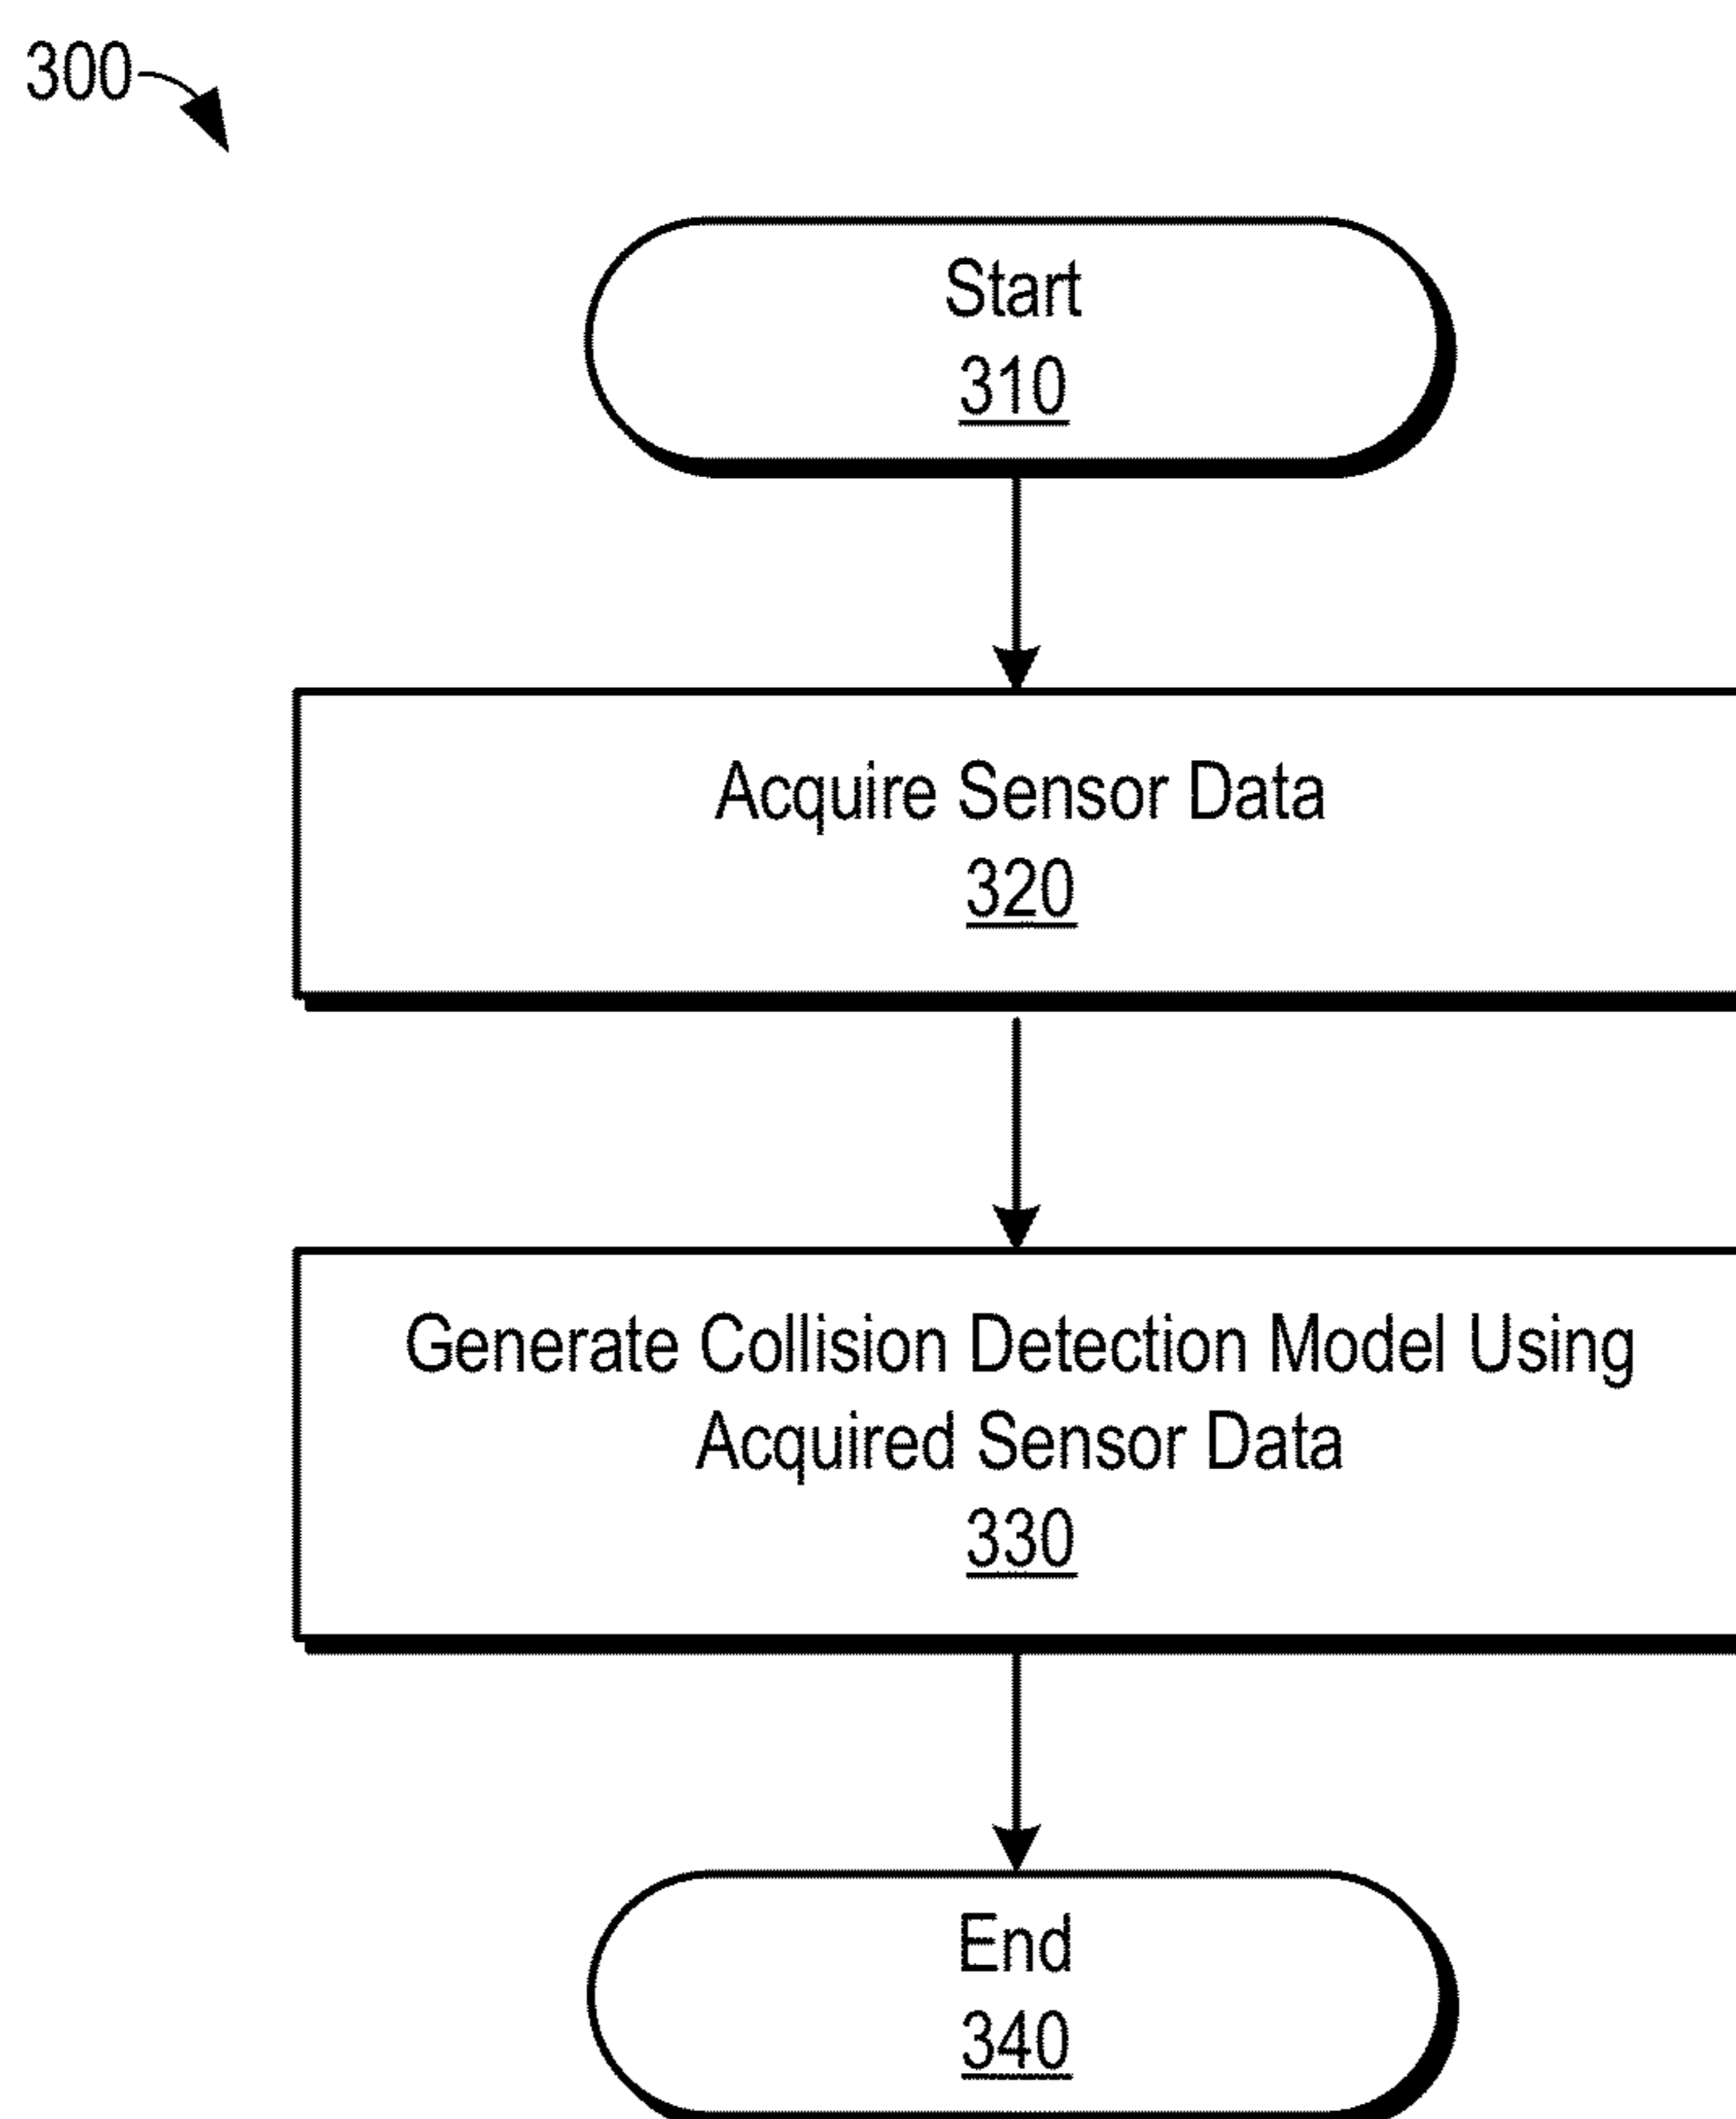 300
Start
310
Acquire Sensor Data
320
Generate Collision Detection Model Using
Acquired Sensor Data
330
End
340